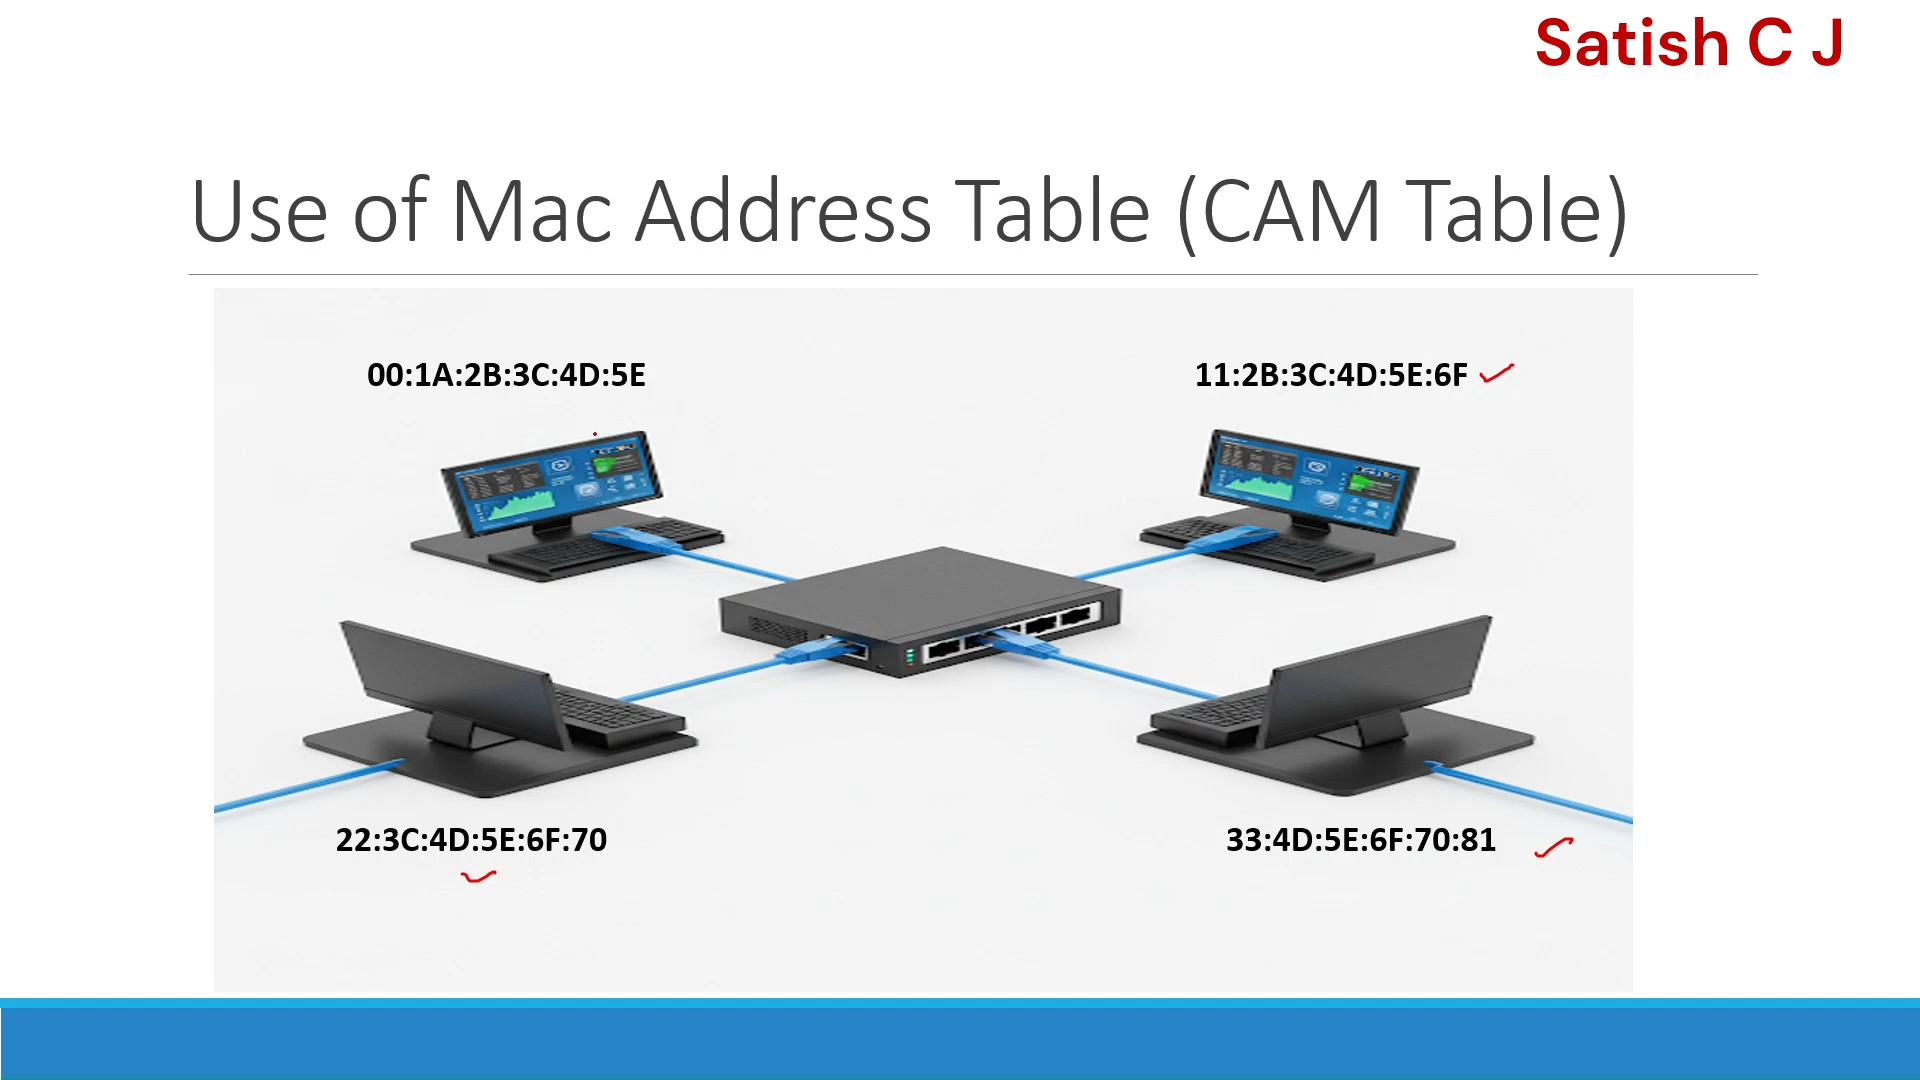 Satish C J
Use of Mac Address Table (CAM Table)
00:1A:2B:3C:4D:5E
11:2B:3C:4D:5E:6F
22:3C:4D:5E:6F:70
33:4D:5E:6F:70:81